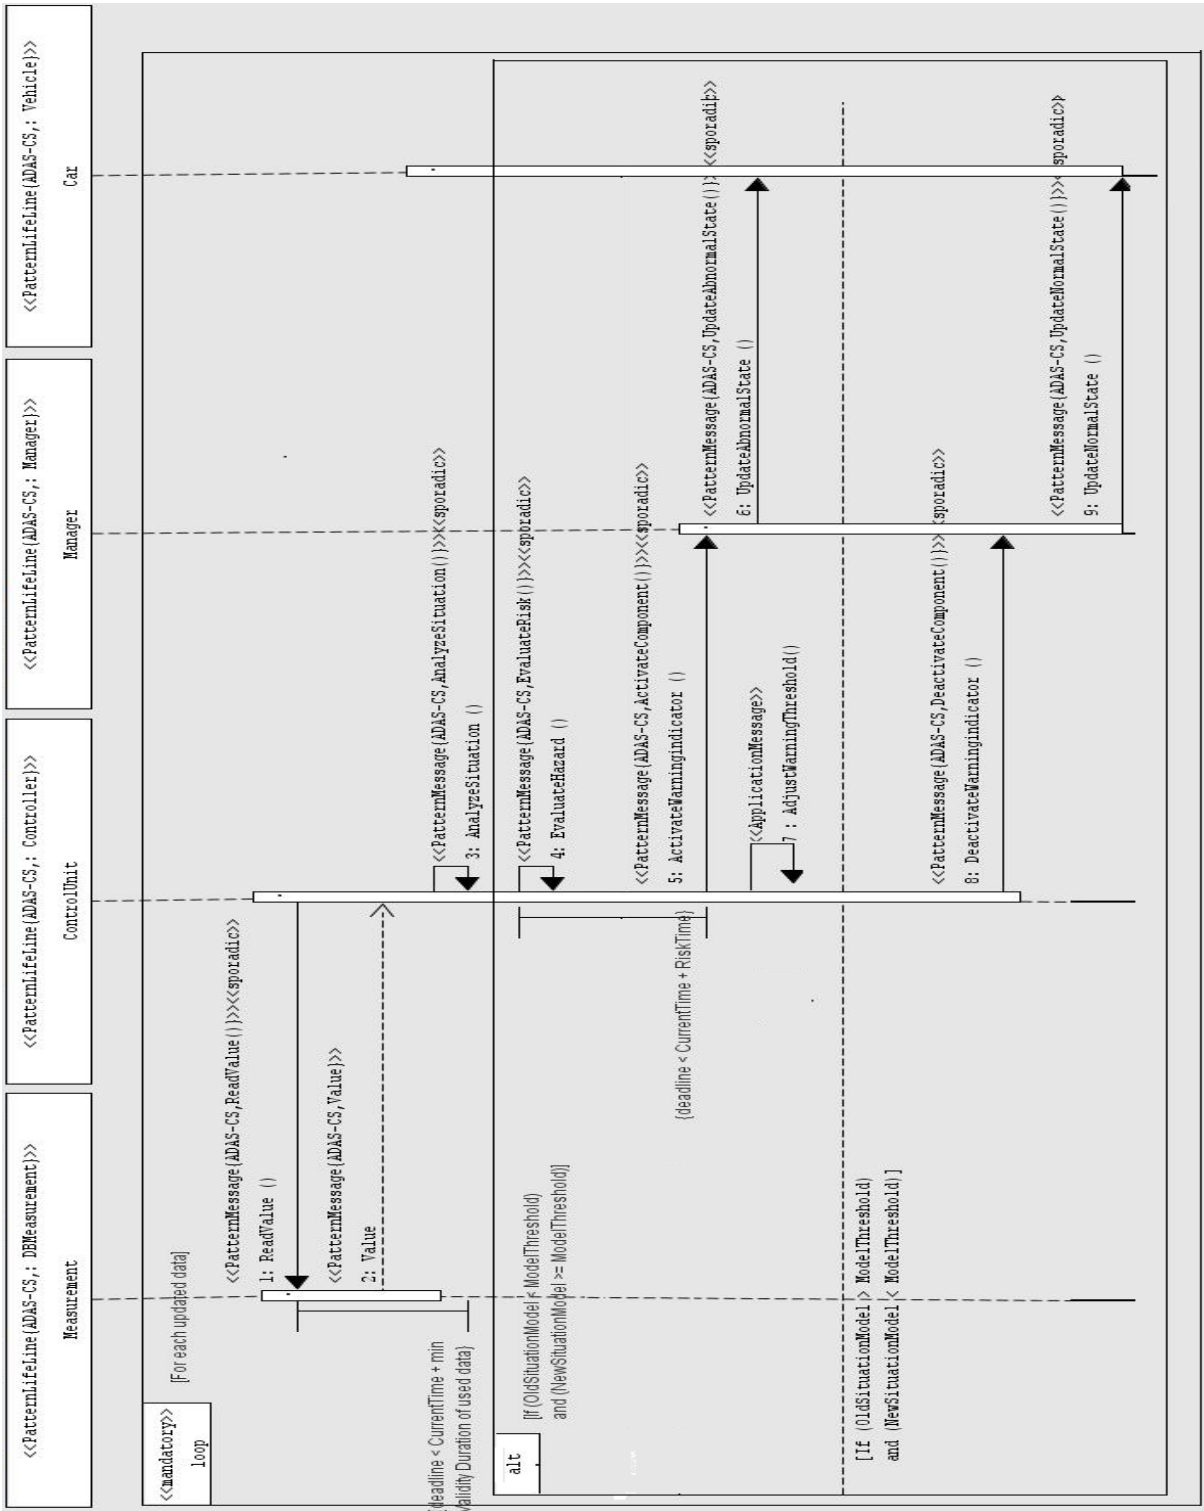 <<PatternLifeLine{ADAS-CS,: DBMeasurement}>>
Measurement
<<PatternLifeLine{ADAS-CS,: Controller}>>
ControlUnit
<<PatternLifeLine{ADAS-CS,: Manager}>>
Manager
<<PatternLifeLine{ADAS-CS,: Vehicle}>>
Car
<<mandatory>>
loop
[For each updated data]
<<PatternMessage{ADAS-CS,ReadValue()}>><<sporadic>>
1: ReadValue ()
<<PatternMessage{ADAS-CS,Value}>>
2: Value
{deadline < CurrentTime + min
Validity Duration of used data}
<<PatternMessage{ADAS-CS,AnalyzeSituation()}>><<sporadic>>
3: AnalyzeSituation ()
alt
[If (OldSituationModel < ModelThreshold)
and (NewSituationModel >= ModelThreshold)]
<<PatternMessage{ADAS-CS,EvaluateRisk()}>><<sporadic>>
4: EvaluateHazard ()
<<PatternMessage{ADAS-CS,ActivateComponent()}>><<sporadic>>
5: ActivateWarningindicator ()
{deadline < CurrentTime + RiskTime}
<<PatternMessage{ADAS-CS,UpdateAbnormalState()}> <<sporadic>>
6: UpdateAbnormalState ()
<<ApplicationMessage>>
7 : AdjustWarningThreshold()
[If (OldSituationModel > ModelThreshold)
and (NewSituationModel < ModelThreshold)]
<<PatternMessage{ADAS-CS,DeactivateComponent()}>> <sporadic>>
8: DeactivateWarningindicator ()
<<PatternMessage{ADAS-CS,UpdateNormalState()}>><<sporadic>
9: UpdateNormalState ()